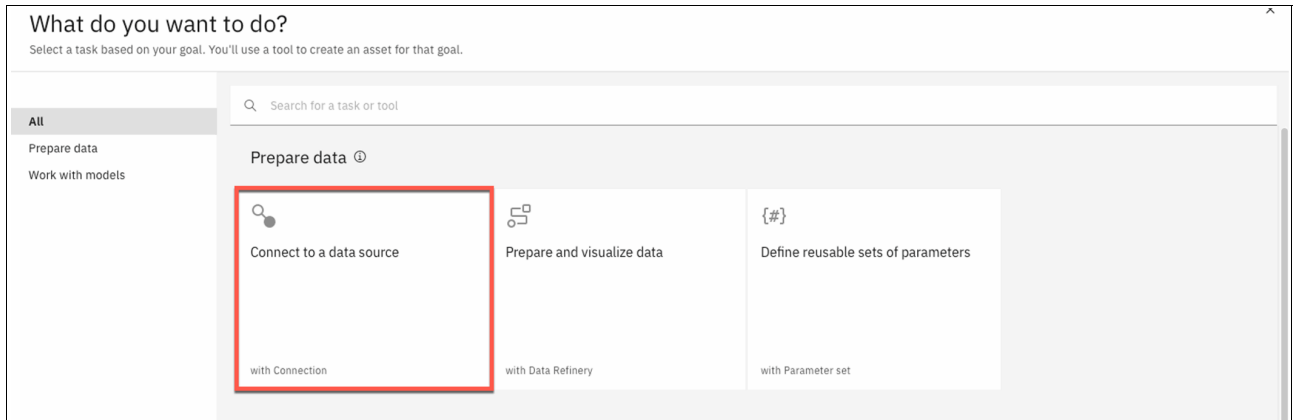 What do you want to do?
Select a task based on your goal. You'll use a tool to create an asset for that goal.
All
Prepare data
Work with models
Search for a task or tool
Prepare data
Connect to a data source
with Connection
Prepare and visualize data
with Data Refinery
{#}
Define reusable sets of parameters
with Parameter set